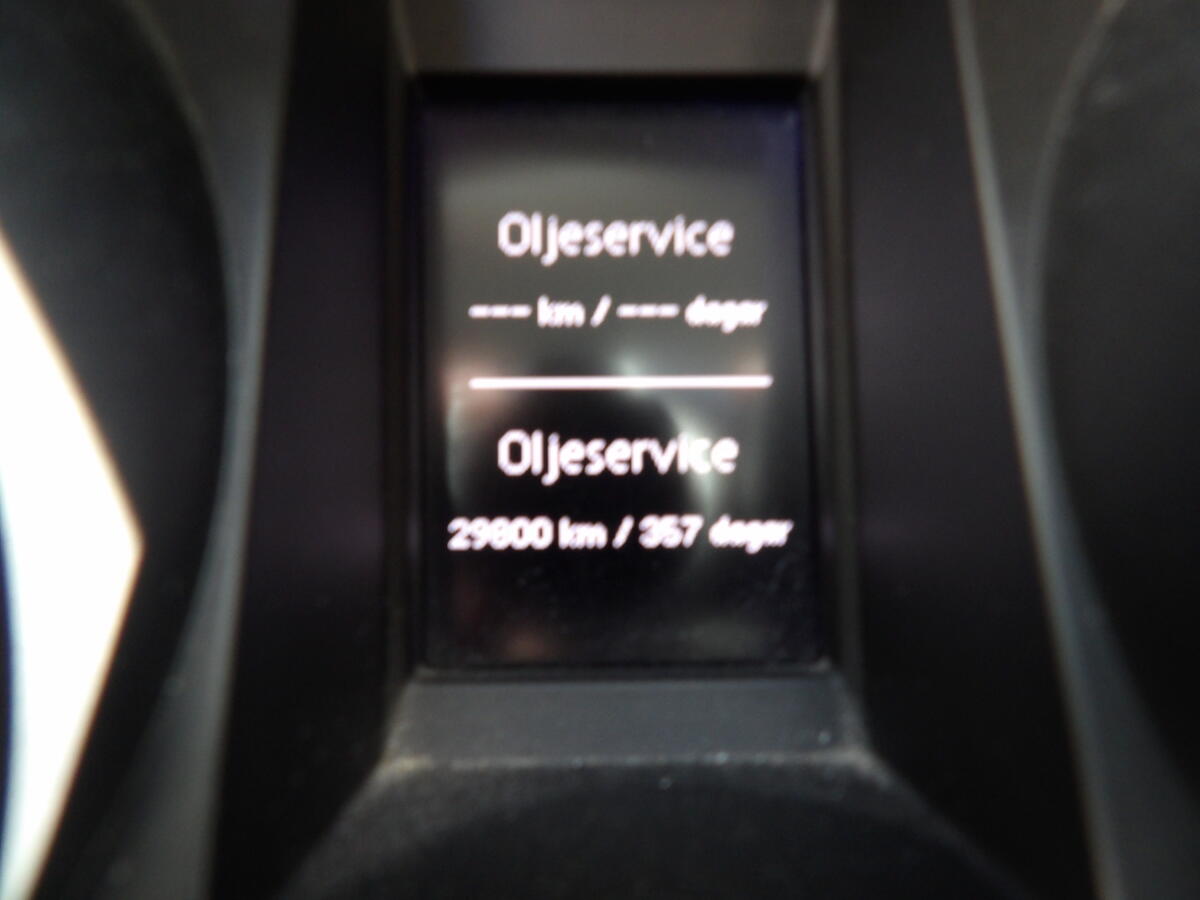 Oljeservice
--- km / --- dagar
Oljeservice
29800 km / 357 dagar